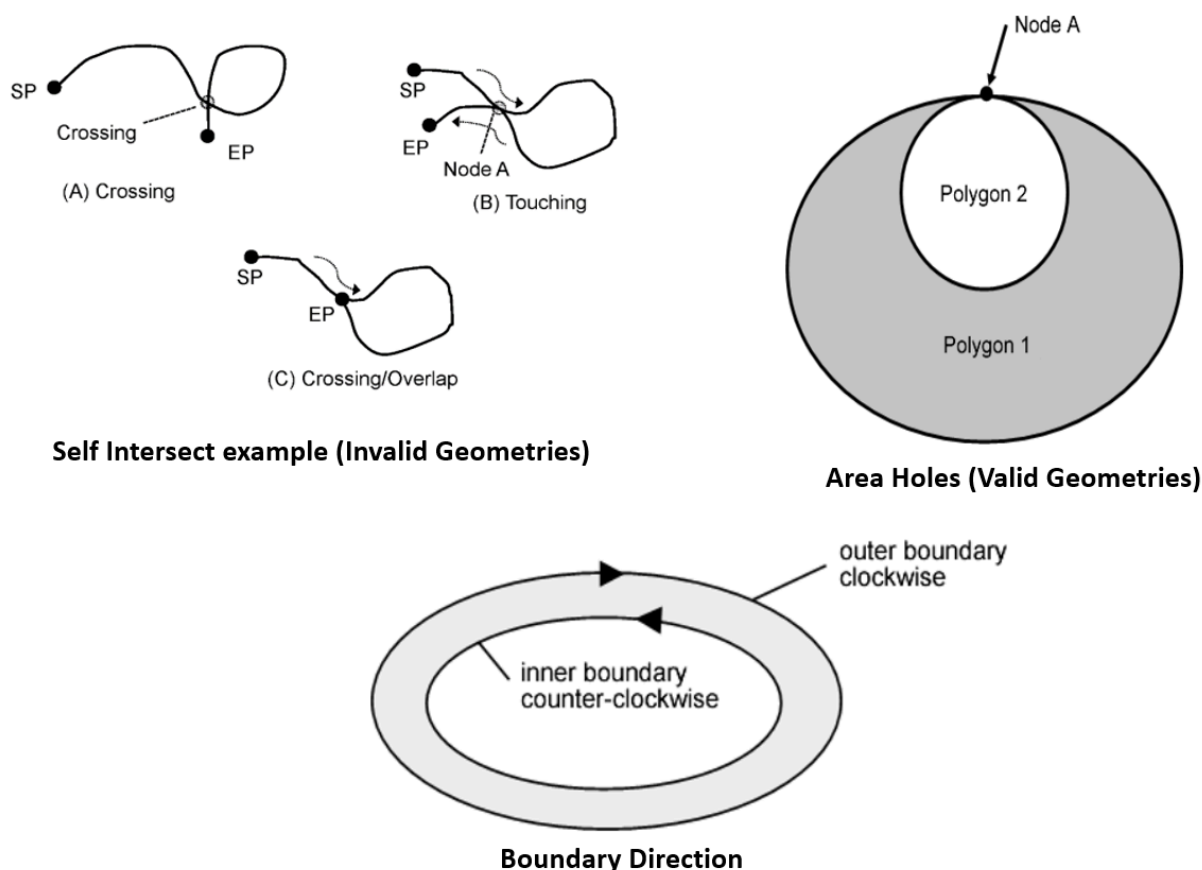 SP
Crossing
EP
(A) Crossing
SP
EP
Node A
(B) Touching
SP
EP
(C) Crossing/Overlap
Self Intersect example (Invalid Geometries)
Node A
Polygon 2
Polygon 1
Area Holes (Valid Geometries)
outer boundary
clockwise
inner boundary
counter-clockwise
Boundary Direction